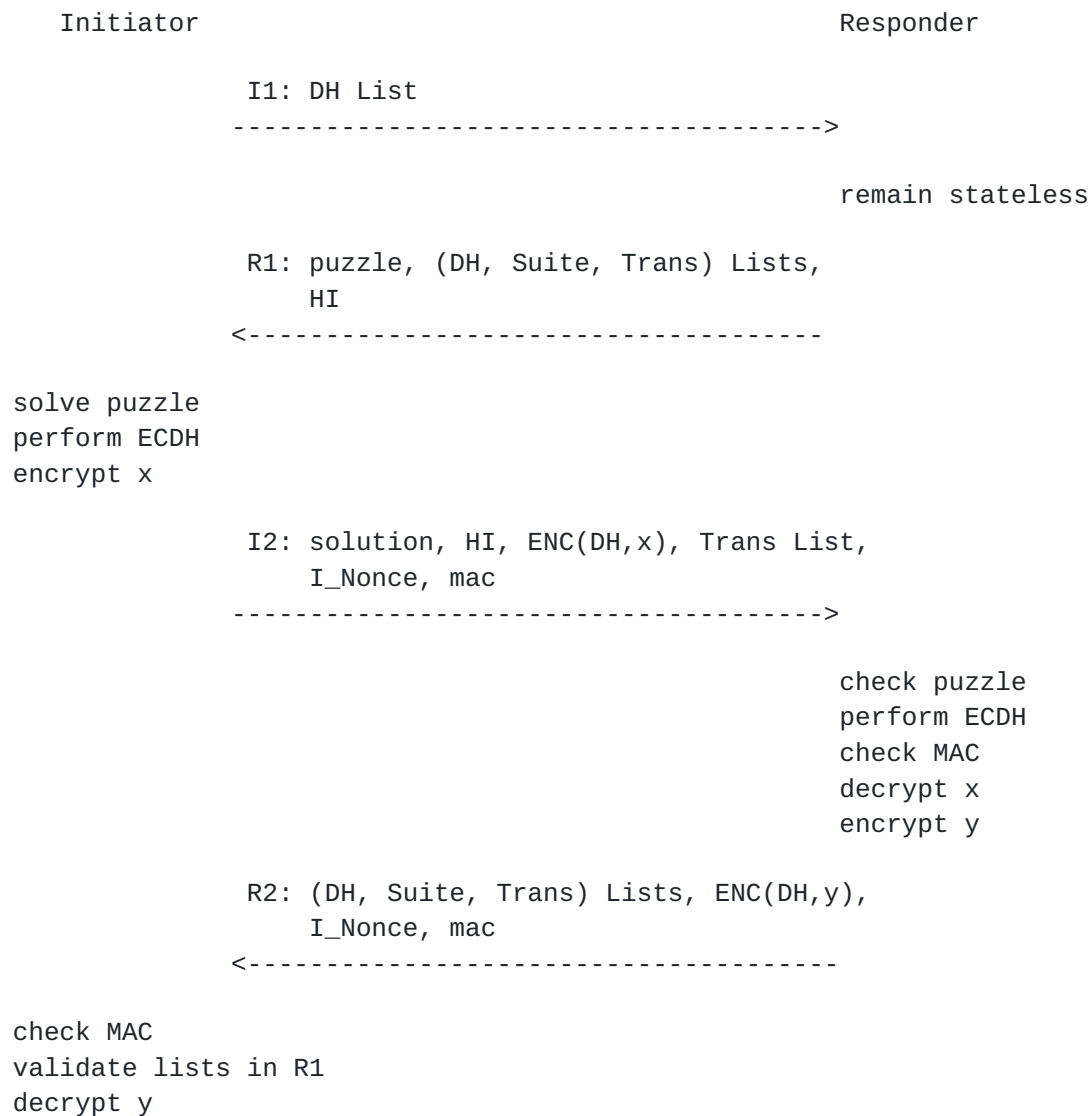 Initiator                                         Responder
I1: DH List
-------------------------------------->
remain stateless
R1: puzzle, (DH, Suite, Trans) Lists,
HI
<-------------------------------------
solve puzzle
perform ECDH
encrypt x
I2: solution, HI, ENC(DH,x), Trans List,
I_Nonce, mac
-------------------------------------->
check puzzle
perform ECDH
check MAC
decrypt x
encrypt y
R2: (DH, Suite, Trans) Lists, ENC(DH,y),
I_Nonce, mac
<--------------------------------------
check MAC
validate lists in R1
decrypt y